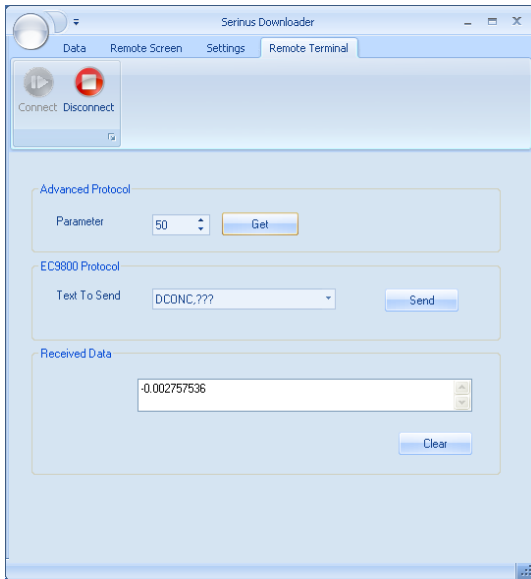 Serinus Downloader
Data Remote Screen Settings Remote Terminal
Connect Disconnect
Advanced Protocol
Parameter 50 Get
EC9800 Protocol
Text To Send DCONC,??? Send
Received Data
-0.002757536
Clear